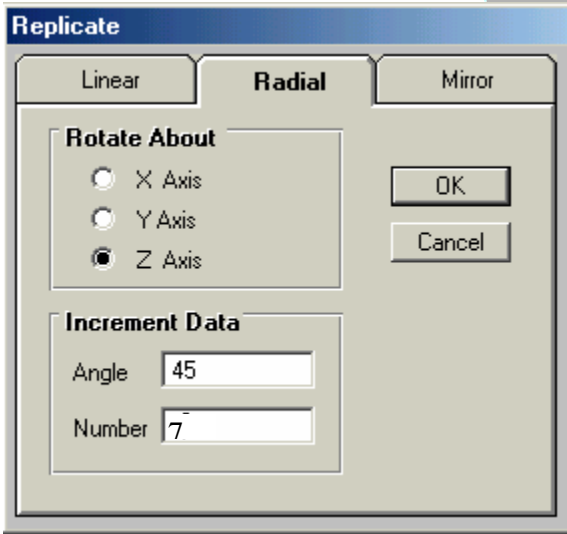 Replicate
Linear Radial Mirror
Rotate About
X Axis
Y Axis
Z Axis
OK
Cancel
Increment Data
Angle 45
Number 7